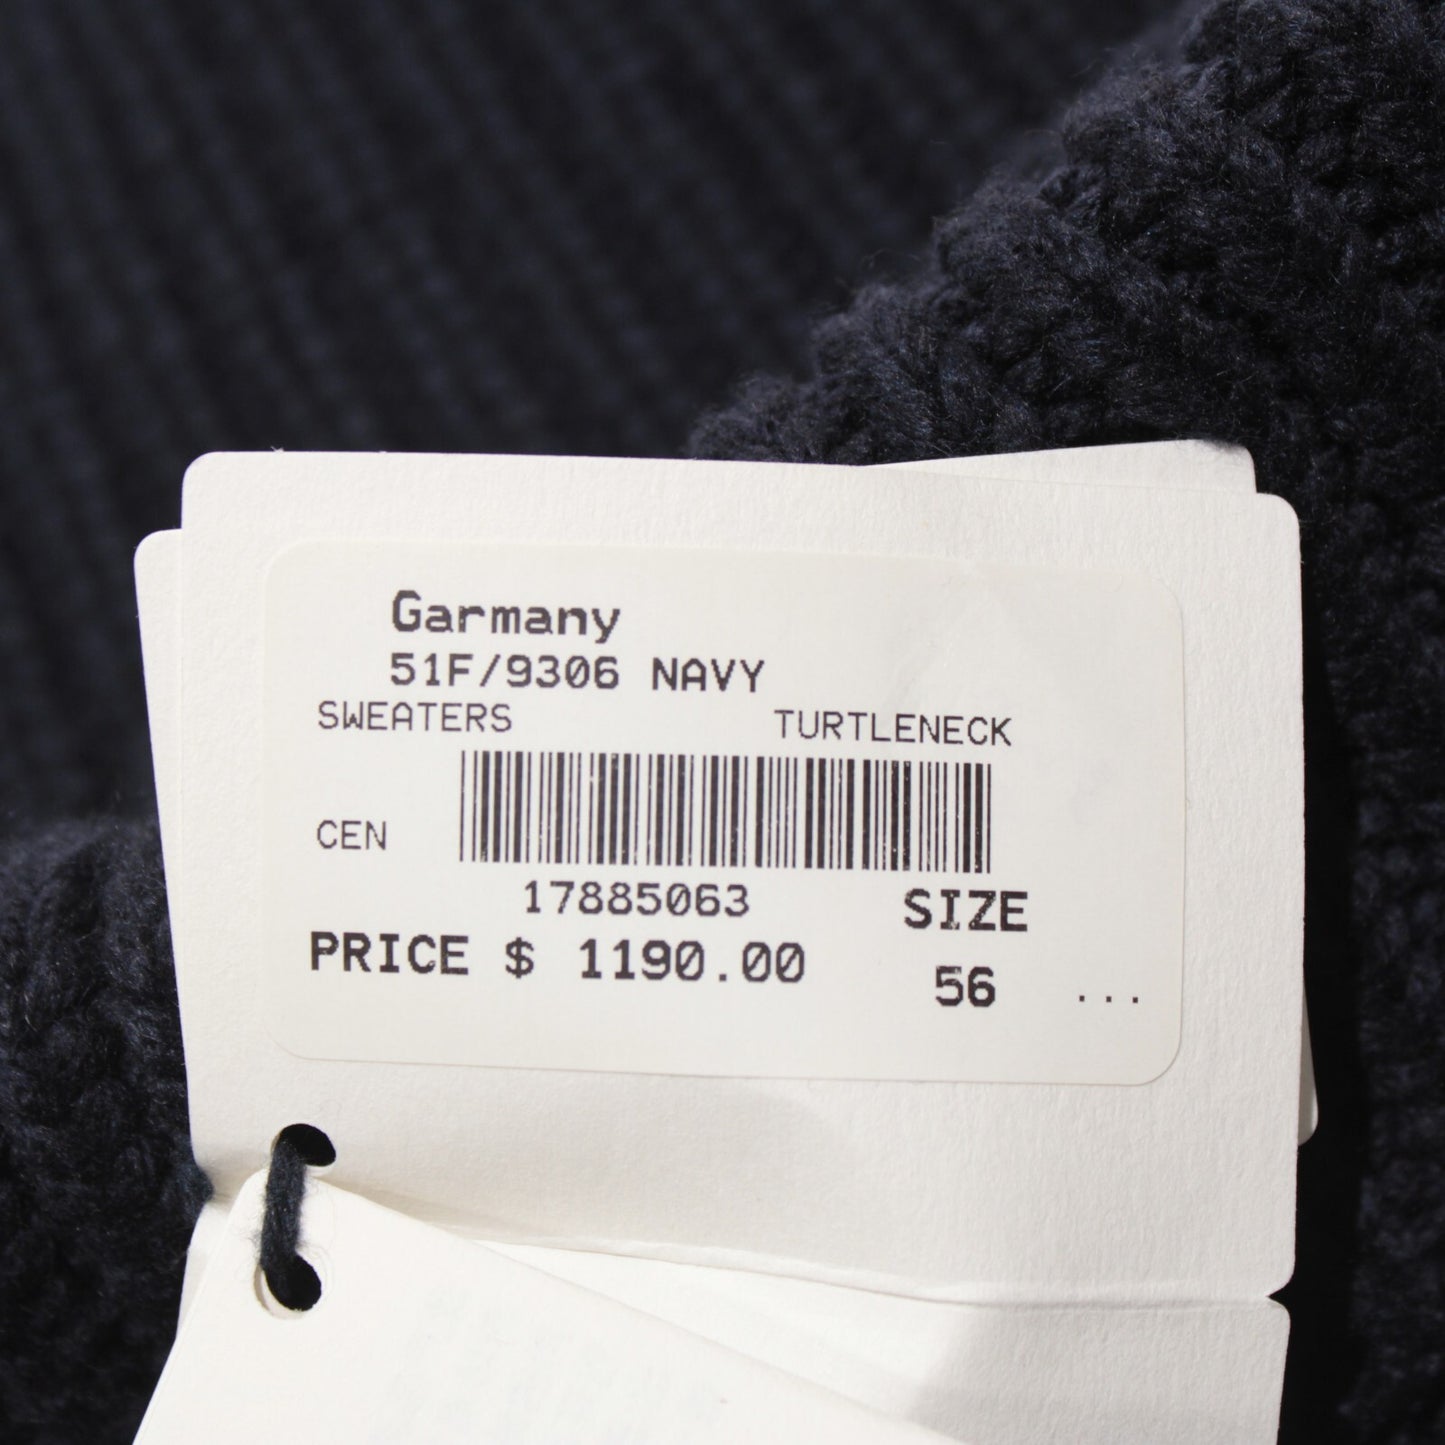 Garmany
51F/9306 NAVY
SWEATERS TURTLENECK
CEN
17885063 SIZE
PRICE $ 1190.00
56 ...